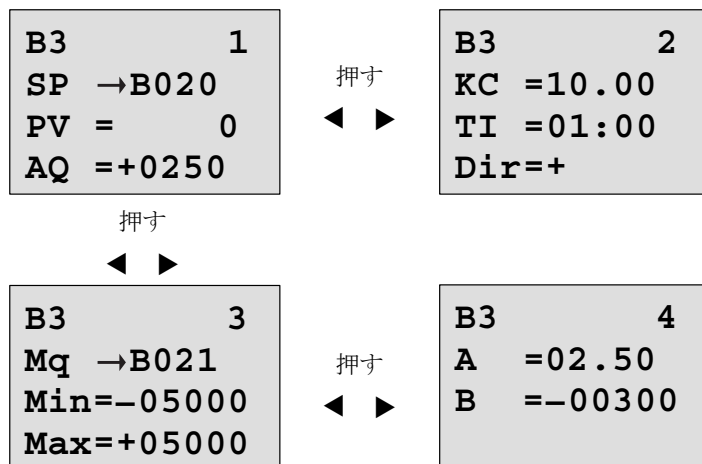 B3 1
SP →B020
PV = 0
AQ =+0250
押す
◀ ▶
B3 2
KC =10.00
TI =01:00
Dir=+
押す
◀ ▶
B3 3
Mq →B021
Min=–05000
Max=+05000
押す
◀ ▶
B3 4
A =02.50
B =–00300